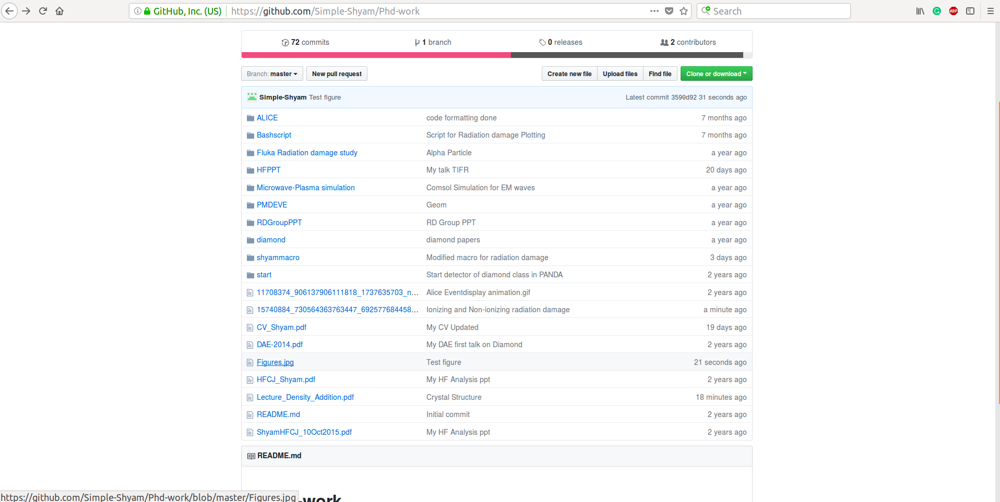 GitHub, Inc. (US) https://github.com/Simple-Shyam/Phd-work Search ABP
72 commits 1 branch 0 releases 2 contributors
Branch: master New pull request Create new file Upload files Find file Clone or download
Simple-Shyam Test figure Latest commit 3590d92 31 seconds ago
ALICE code formatting done 7 months ago
Bashscript Script for Radiation damage Plotting 7 months ago
Fluka Radiation damage study Alpha Particle a year ago
HFPPT My talk TIFR 20 days ago
Microwave-Plasma simulation Comsol Simulation for EM waves a year ago
PMDEVE Geom a year ago
RDGroupPPT RD Group PPT a year ago
diamond diamond papers a year ago
shyammacro Modified macro for radiation damage 3 days ago
start Start detector of diamond class in PANDA 2 years ago
11708374_906137906111818_1737635703_n... Alice Eventdisplay animation.gif 2 years ago
15740884_730564363763447_692577684458... Ionizing and Non-ionizing radiation damage a minute ago
CV_Shyam.pdf My CV Updated 19 days ago
DAE-2014.pdf My DAE first talk on Diamond 2 years ago
Figures.jpg Test figure 21 seconds ago
HFCJ_Shyam.pdf My HF Analysis ppt 2 years ago
Lecture_Density_Addition.pdf Crystal Structure 18 minutes ago
README.md Initial commit 2 years ago
ShyamHFCJ_10Oct2015.pdf My HF Analysis ppt 2 years ago
README.md
-work
https://github.com/Simple-Shyam/Phd-work/blob/master/Figures.jpg